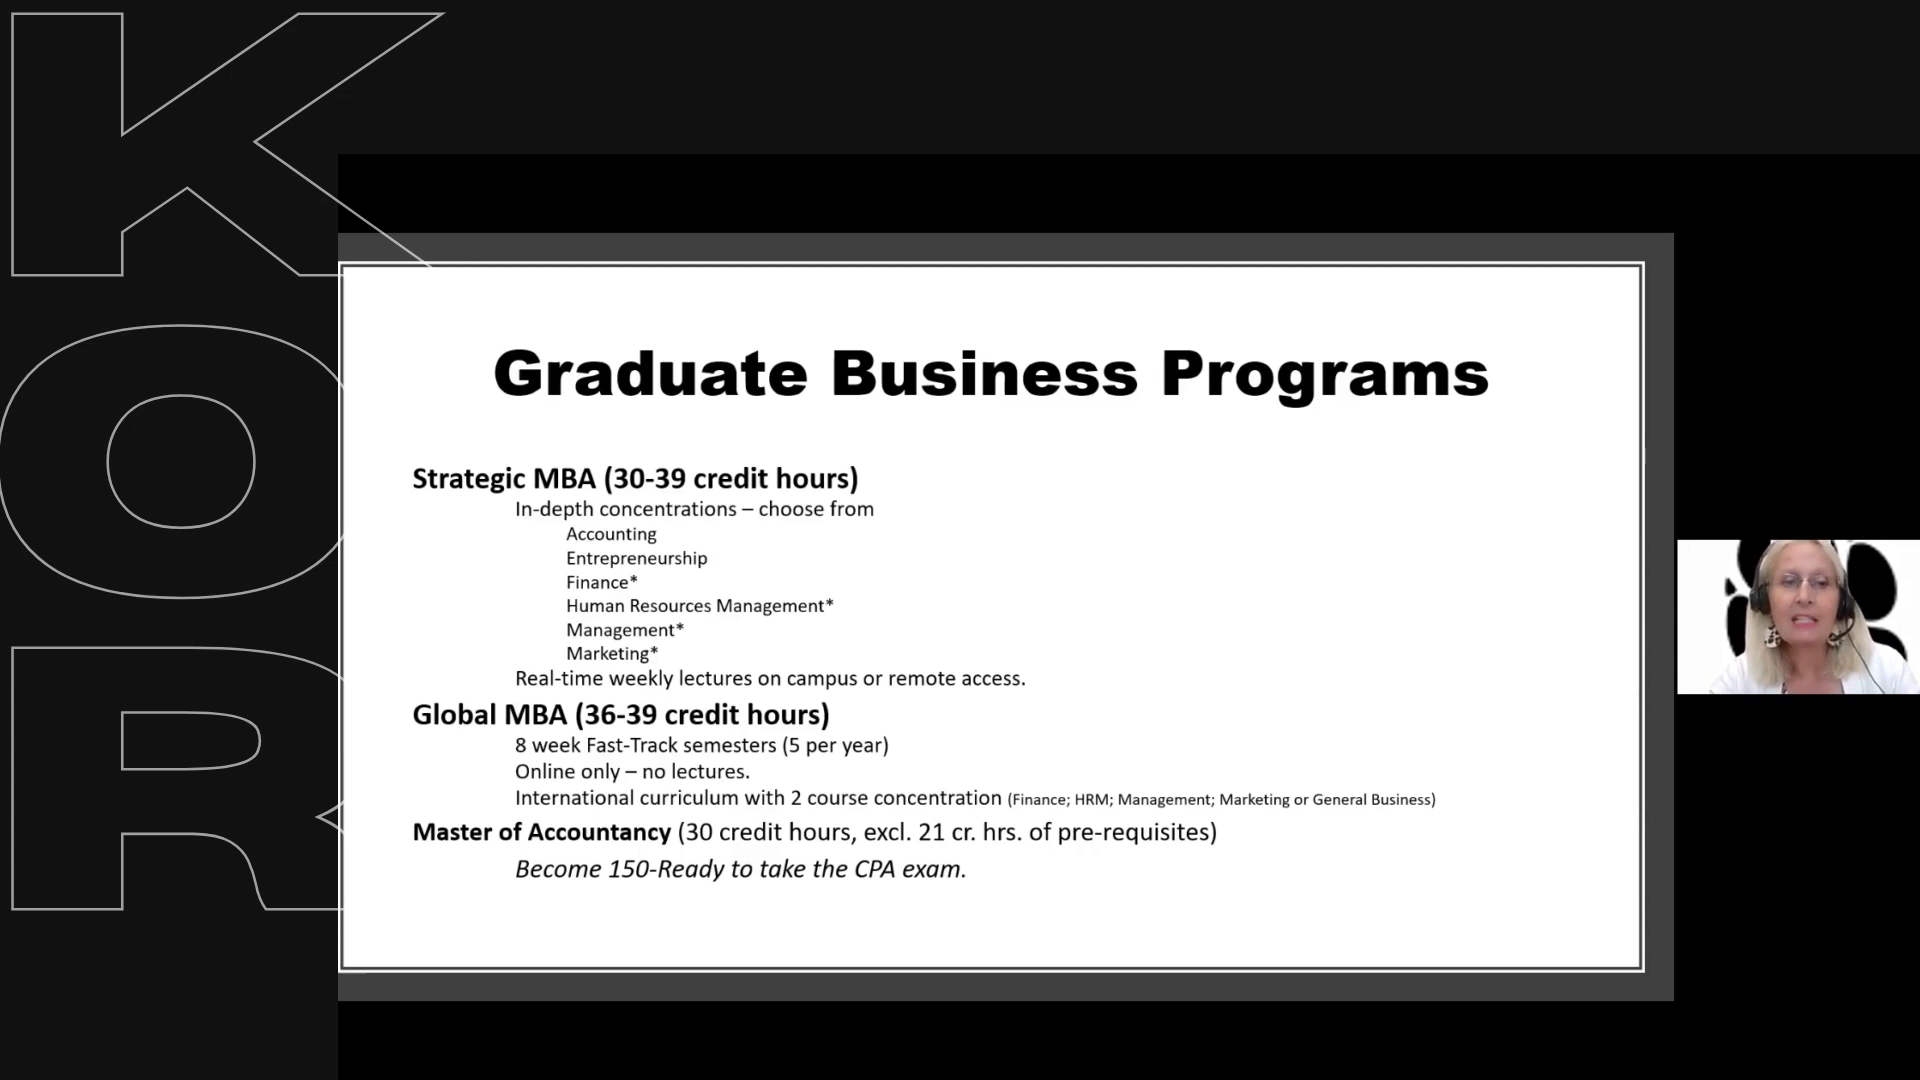 K
O
R
Graduate Business Programs
Strategic MBA (30-39 credit hours)
In-depth concentrations – choose from
Accounting
Entrepreneurship
Finance*
Human Resources Management*
Management*
Marketing*
Real-time weekly lectures on campus or remote access.
Global MBA (36-39 credit hours)
8 week Fast-Track semesters (5 per year)
Online only – no lectures.
International curriculum with 2 course concentration (Finance; HRM; Management; Marketing or General Business)
Master of Accountancy (30 credit hours, excl. 21 cr. hrs. of pre-requisites)
Become 150-Ready to take the CPA exam.